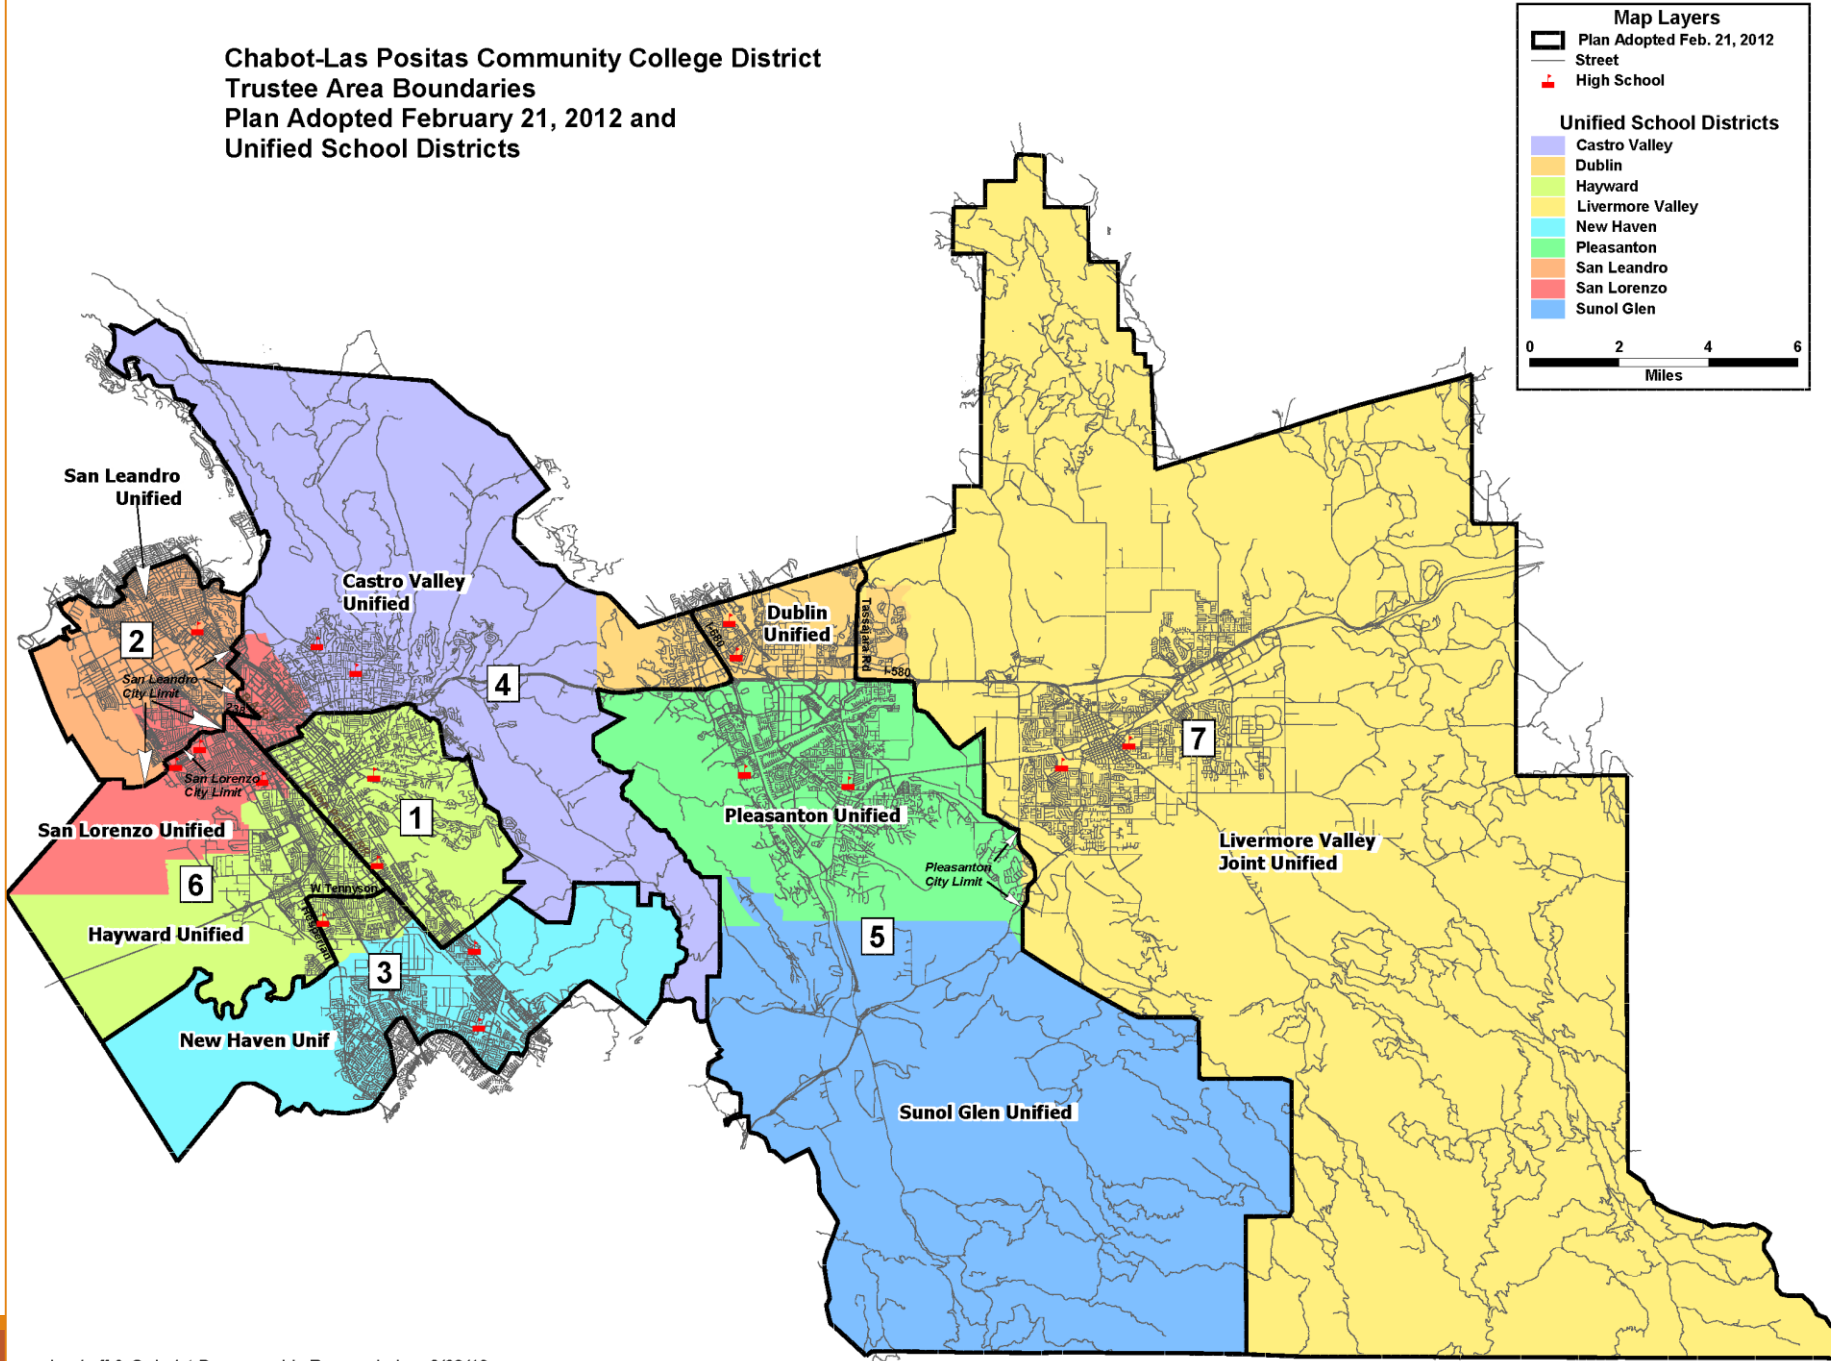 Chabot-Las Positas Community College District
Trustee Area Boundaries
Plan Adopted February 21, 2012 and
Unified School Districts
Map Layers
Plan Adopted Feb. 21, 2012
Street
High School
Unified School Districts
Castro Valley
Dublin
Hayward
Livermore Valley
New Haven
Pleasanton
San Leandro
San Lorenzo
Sunol Glen
0 2 4 6
Miles
San Leandro
Unified
Castro Valley
Unified
Dublin
Unified
2
4
I-680
Tassajara Rd
I-580
San Leandro
City Limit
238
7
San Lorenzo
City Limit
1
San Lorenzo Unified
Pleasanton Unified
Livermore Valley
Joint Unified
Pleasanton
City Limit
6
W Tennyson
Hesperian
Hayward Unified
5
3
New Haven Unif
Sunol Glen Unified